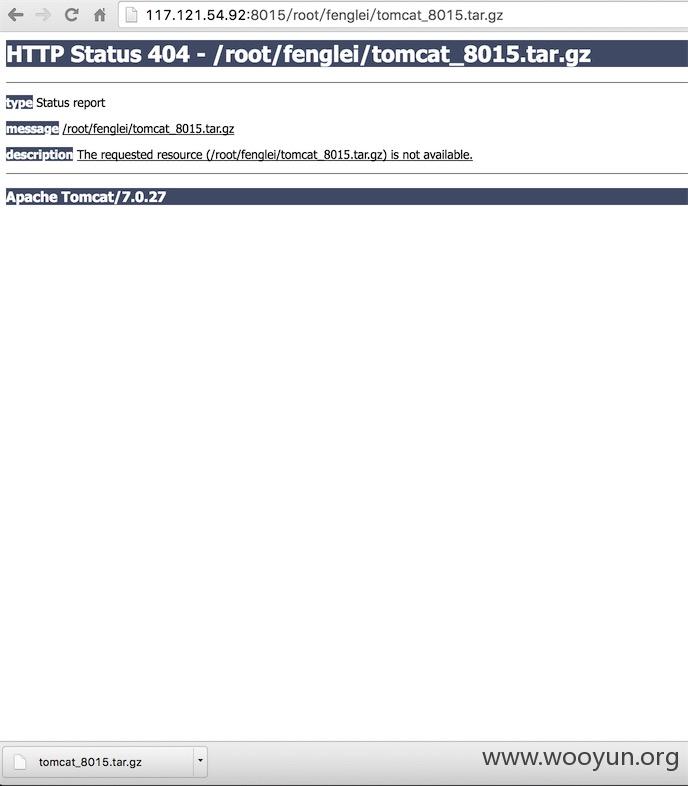 117.121.54.92:8015/root/fenglei/tomcat_8015.tar.gz
HTTP Status 404 - /root/fenglei/tomcat_8015.tar.gz
type Status report
message /root/fenglei/tomcat_8015.tar.gz
description The requested resource (/root/fenglei/tomcat_8015.tar.gz) is not available.
Apache Tomcat/7.0.27
tomcat_8015.tar.gz
www.wooyun.org